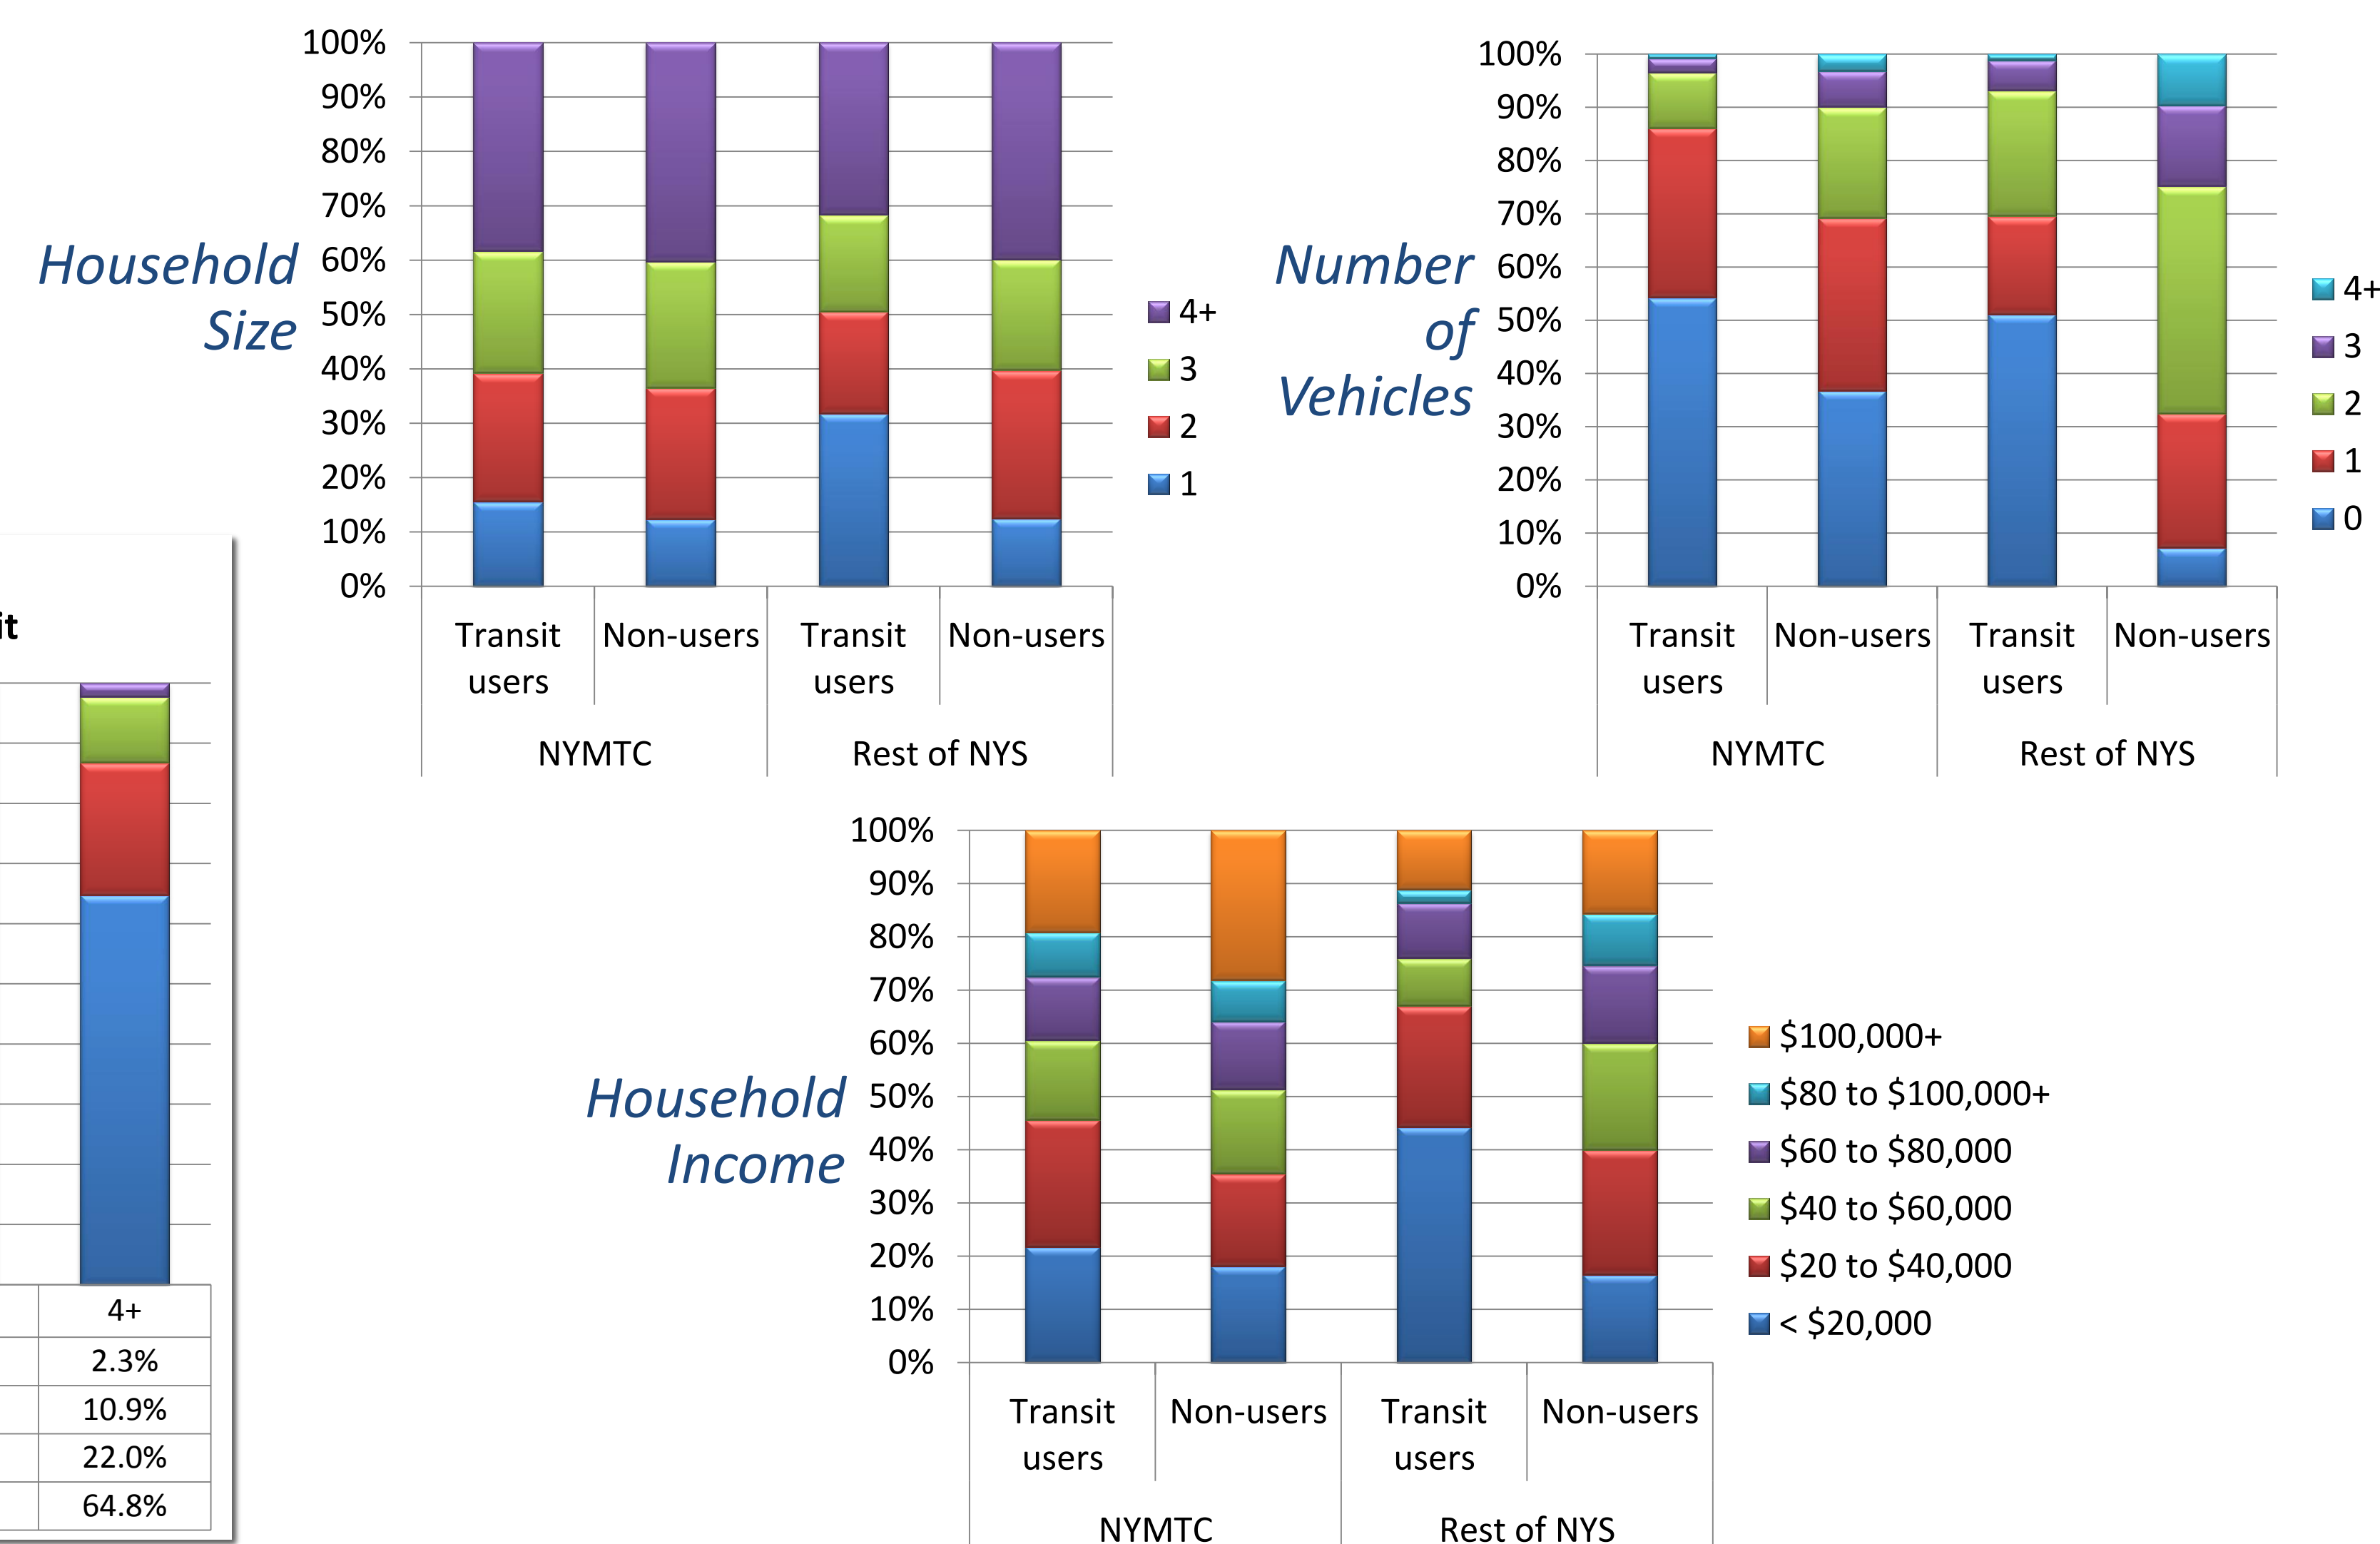 Household
Size
100%
90%
80%
70%
60%
50%
40%
30%
20%
10%
0%
4+
3
2
1
Transit users
Non-users
Transit users
Non-users
NYMTC
Rest of NYS
Number
of
Vehicles
100%
90%
80%
70%
60%
50%
40%
30%
20%
10%
0%
4+
3
2
1
0
Transit users
Non-users
Transit users
Non-users
NYMTC
Rest of NYS
it
4+
2.3%
10.9%
22.0%
64.8%
Household
Income
100%
90%
80%
70%
60%
50%
40%
30%
20%
10%
0%
$100,000+
$80 to $100,000+
$60 to $80,000
$40 to $60,000
$20 to $40,000
< $20,000
Transit users
Non-users
Transit users
Non-users
NYMTC
Rest of NYS